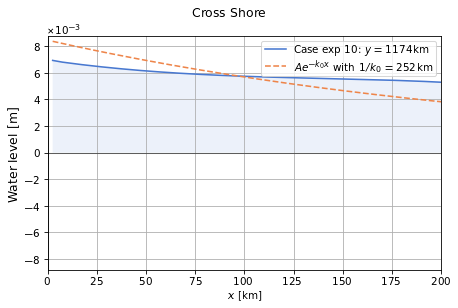 Cross Shore
×10⁻³
Case exp 10: y = 1174km
Ae^{-k₀x} with 1/k₀ = 252km
8
6
4
2
0
−2
−4
−6
−8
Water level [m]
0 25 50 75 100 125 150 175 200
x [km]